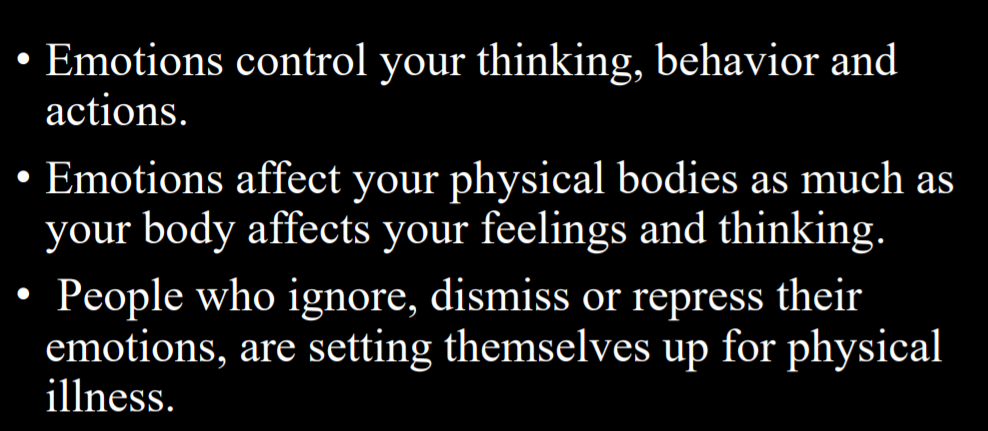 • Emotions control your thinking, behavior and
actions.
• Emotions affect your physical bodies as much as
your body affects your feelings and thinking.
• People who ignore, dismiss or repress their
emotions, are setting themselves up for physical
illness.